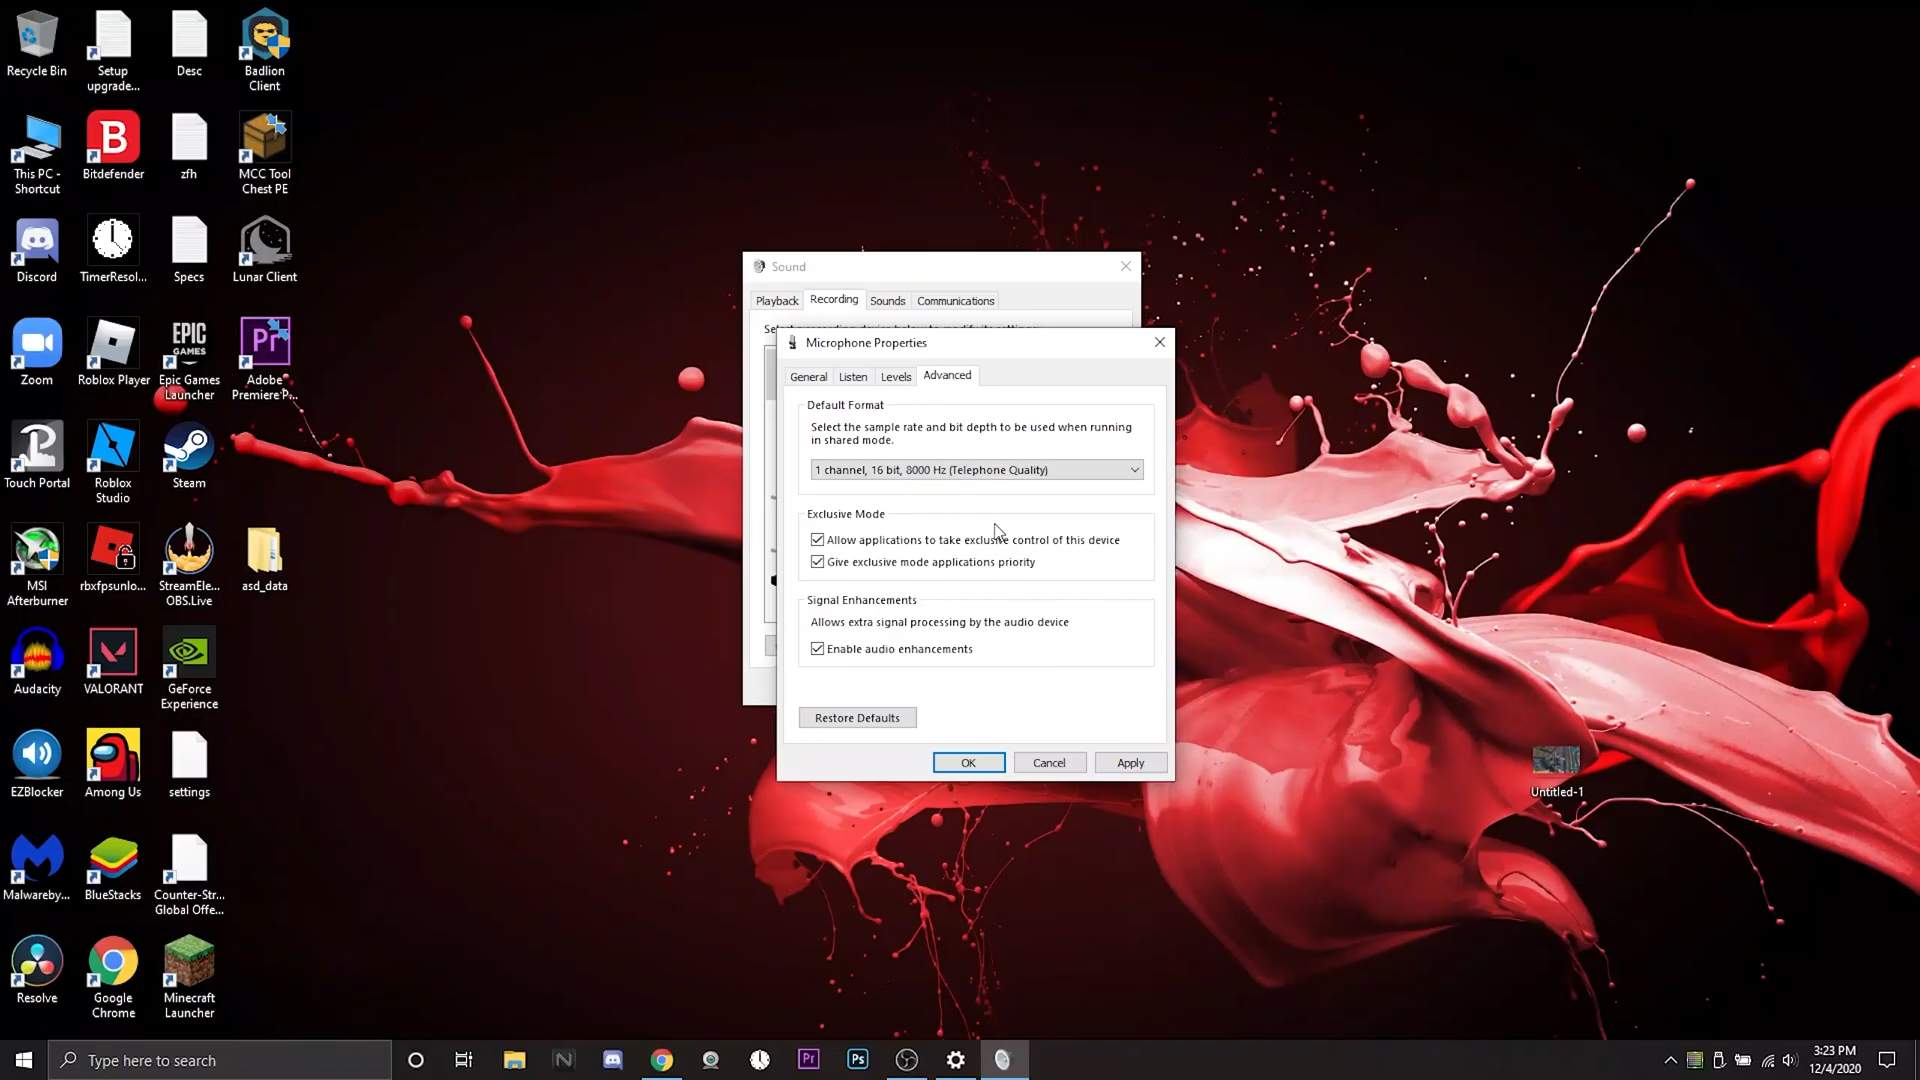 Recycle Bin
Setup
upgrade...
Desc
Badlion
Client
This PC -
Shortcut
Bitdefender
zfh
MCC Tool
Chest PE
Discord
TimerResol...
Specs
Lunar Client
Zoom
Roblox Player
EPIC
GAMES
Epic Games
Launcher
Pr
Adobe
Premiere P...
Touch Portal
Roblox
Studio
Steam
MSI
Afterburner
rbxfpsunlo...
StreamEle...
OBS.Live
asd_data
Audacity
VALORANT
GeForce
Experience
EZBlocker
Among Us
settings
Malwareby...
BlueStacks
Counter-Str...
Global Offe...
Resolve
Google
Chrome
Minecraft
Launcher
Untitled-1
Sound
Playback
Recording
Sounds
Communications
Microphone Properties
General
Listen
Levels
Advanced
Default Format
Select the sample rate and bit depth to be used when running
in shared mode.
1 channel, 16 bit, 8000 Hz (Telephone Quality)
Exclusive Mode
Allow applications to take exclusive control of this device
Give exclusive mode applications priority
Signal Enhancements
Allows extra signal processing by the audio device
Enable audio enhancements
Restore Defaults
OK
Cancel
Apply
Type here to search
Pr
Ps
3:23 PM
12/4/2020